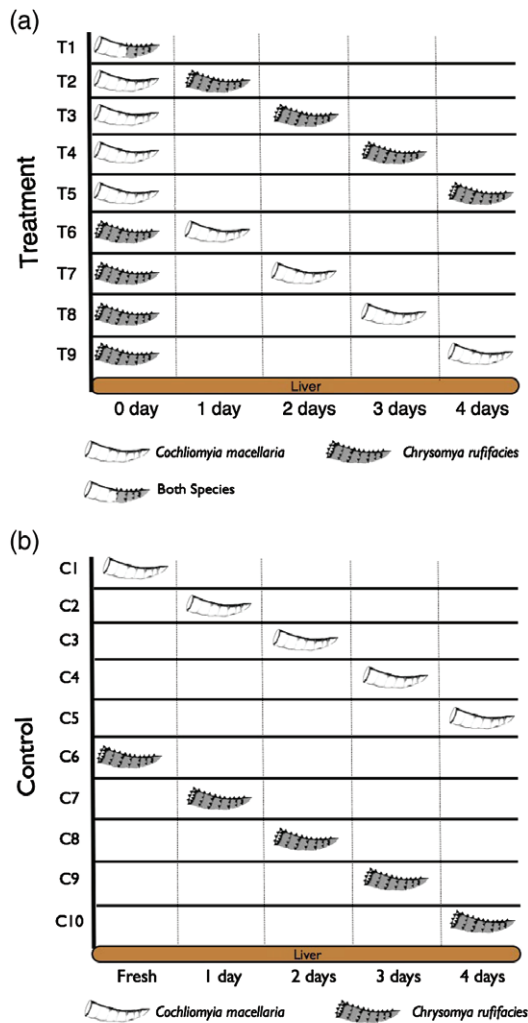 (a)
Treatment
T1
T2
T3
T4
T5
T6
T7
T8
T9
Liver
0 day 1 day 2 days 3 days 4 days
Cochliomyia macellaria Chrysomya rufifacies
Both Species
(b)
Control
C1
C2
C3
C4
C5
C6
C7
C8
C9
C10
Liver
Fresh 1 day 2 days 3 days 4 days
Cochliomyia macellaria Chrysomya rufifacies